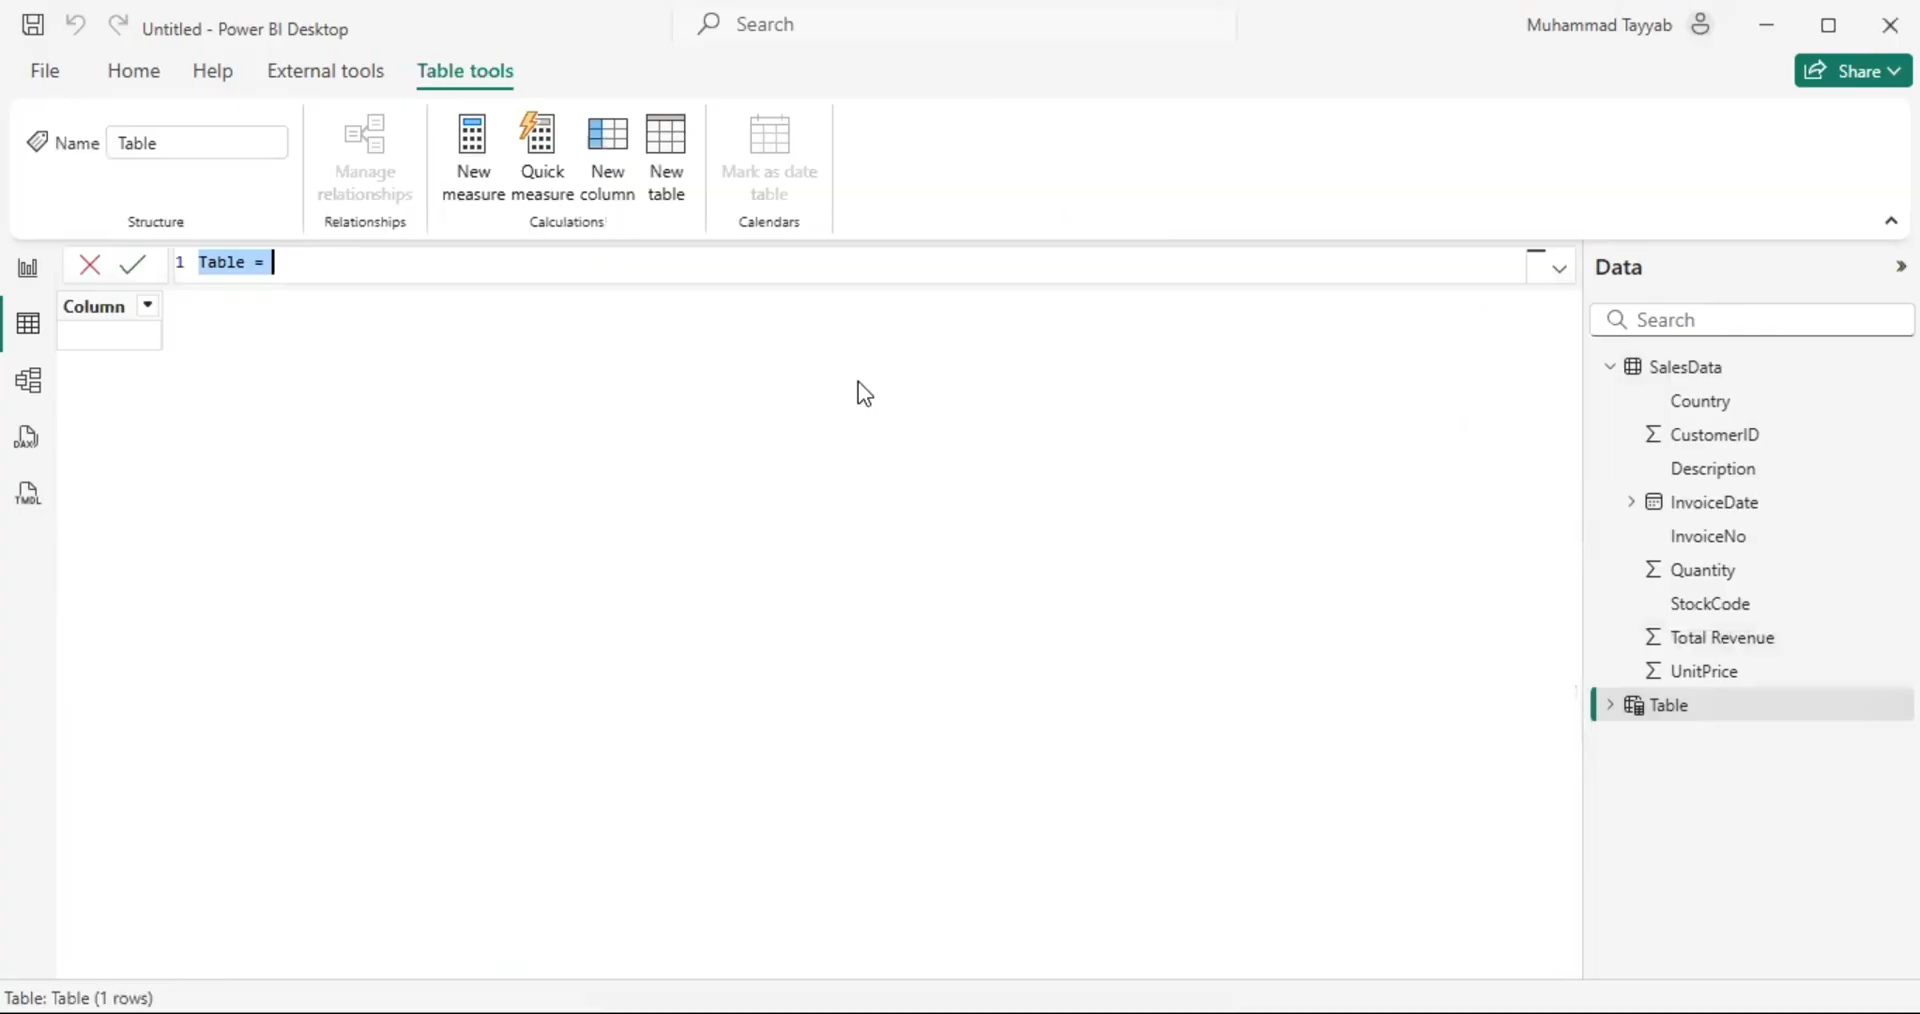 Untitled - Power BI Desktop
Search
Muhammad Tayyab
File Home Help External tools Table tools
Share
Name Table
Structure
Manage relationships
Relationships
New measure
Quick measure
New column
New table
Calculations
Mark as date table
Calendars
1 Table =
Column
DAX
TMDL
Data
Search
SalesData
Country
CustomerID
Description
InvoiceDate
InvoiceNo
Quantity
StockCode
Total Revenue
UnitPrice
Table
Table: Table (1 rows)